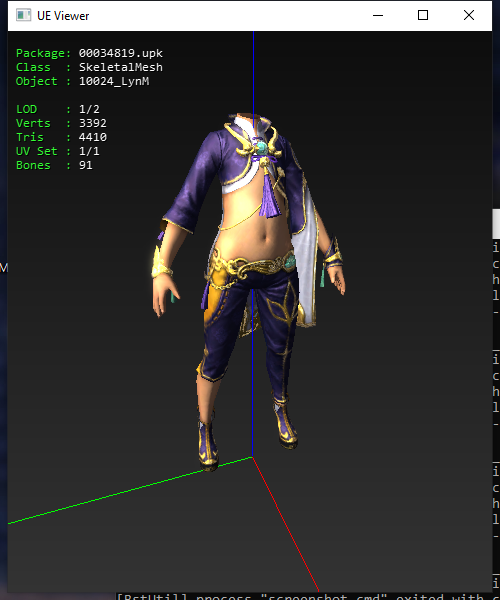 UE Viewer
Package: 00034819.upk
Class : SkeletalMesh
Object : 10024_LynM
LOD : 1/2
Verts : 3392
Tris : 4410
UV Set : 1/1
Bones : 91
M
i
c
h
l
-
i
c
h
l
-
i
c
h
l
-
i
[BstUtil] process "screenshot.cmd" exited with c